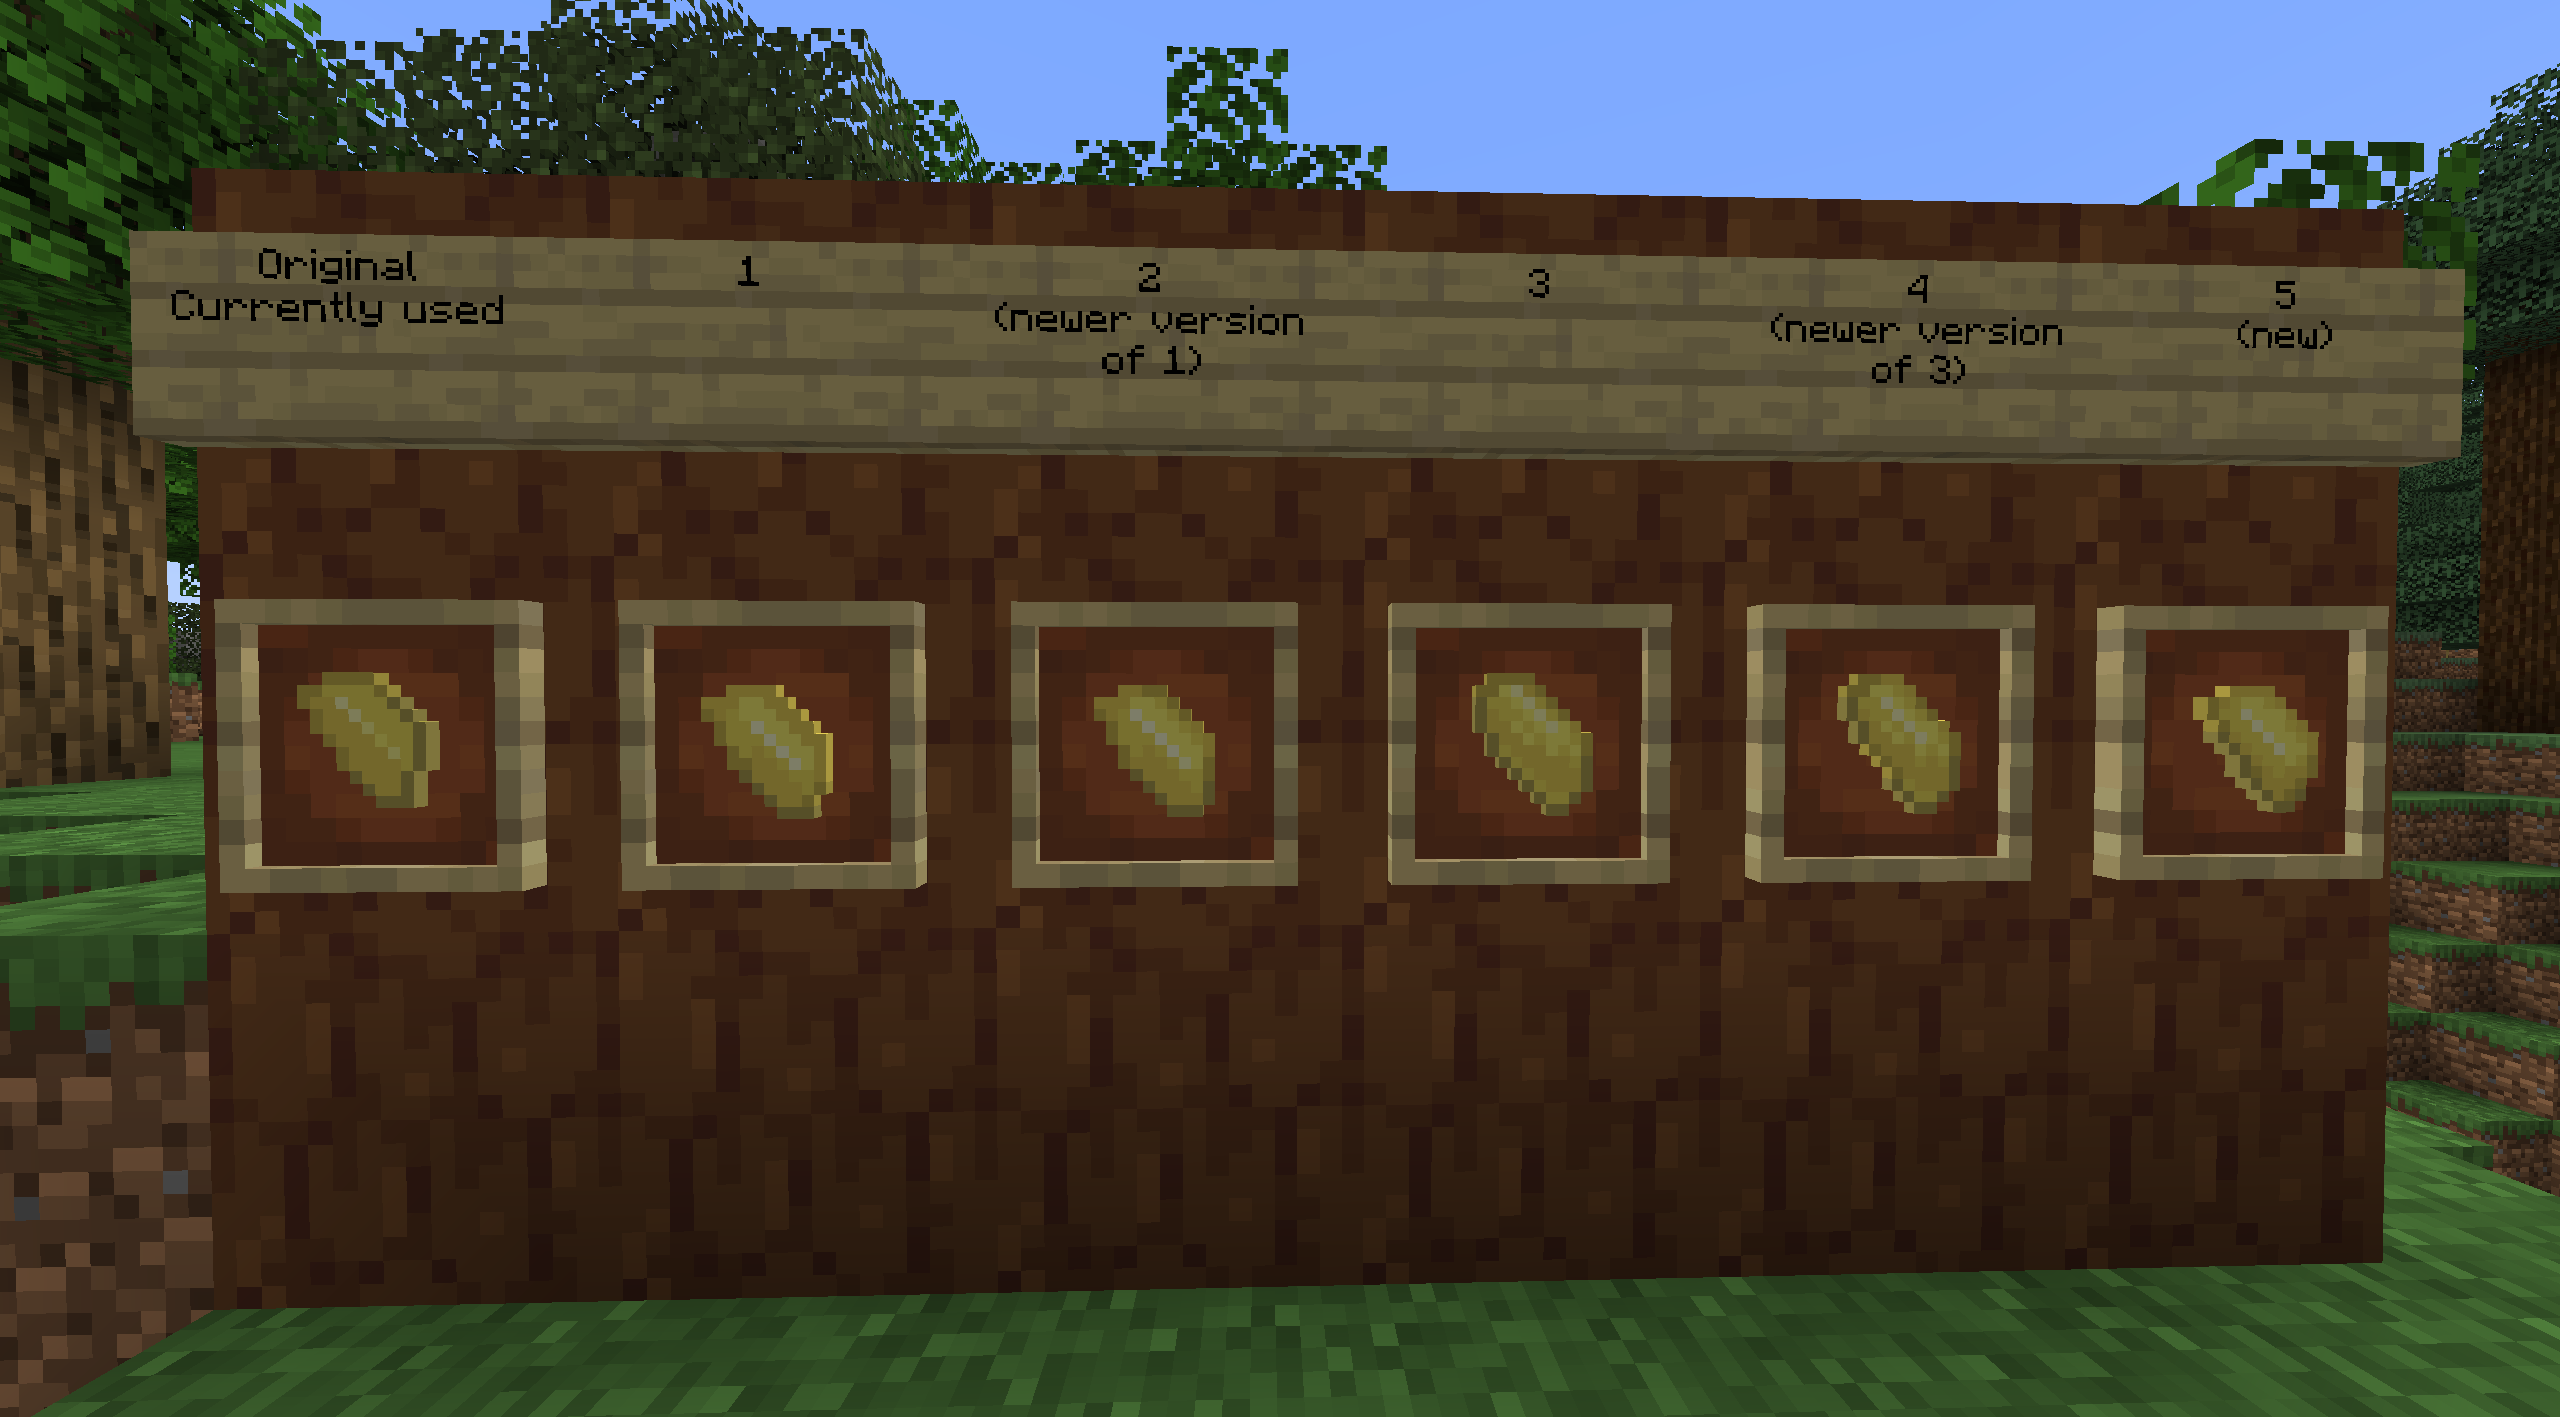 Original
Currently used
1
2
(newer version
of 1)
3
4
(newer version
of 3)
5
(new)